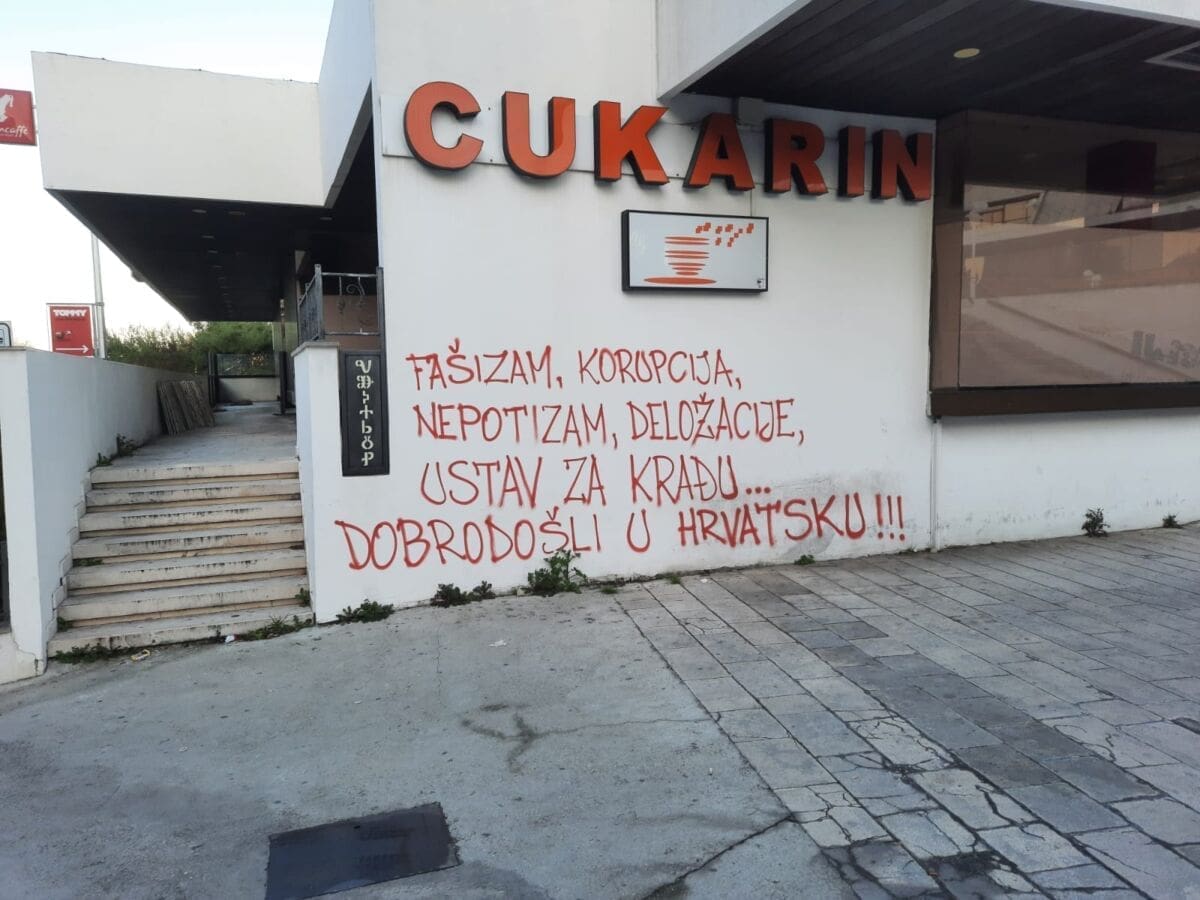 CUKARIN
TOMMY
FAŠIZAM, KORUPCIJA,
NEPOTIZAM, DELOŽACIJE,
USTAV ZA KRAĐU...
DOBRODOŠLI U HRVATSKU!!!